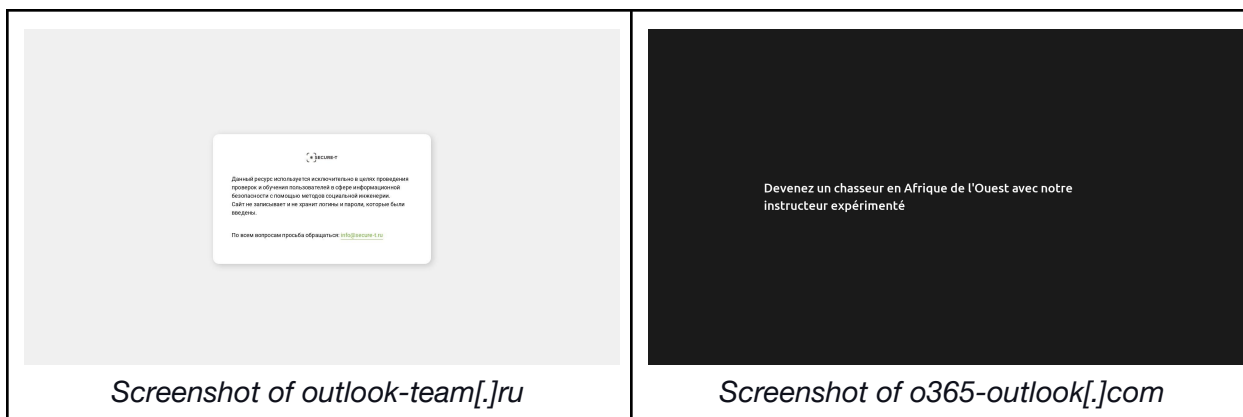 [*]SECURE-T
Данный ресурс используется исключительно в целях проведения
проверок и обучения пользователей в сфере информационной
безопасности с помощью методов социальной инженерии.
Сайт не записывает и не хранит логины и пароли, которые были
введены.
По всем вопросам просьба обращаться: info@secure-t.ru
Devenez un chasseur en Afrique de l'Ouest avec notre
instructeur expérimenté
Screenshot of outlook-team[.]ru
Screenshot of o365-outlook[.]com